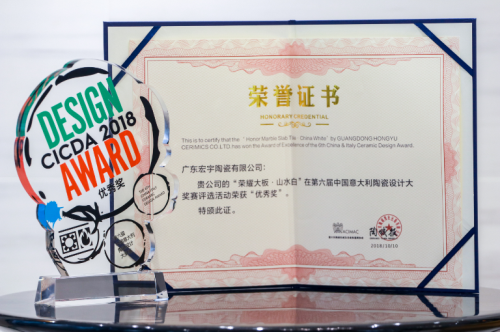 DESIGN
CICDA 2018
AWARD
优秀奖
荣誉证书
HONORARY CREDENTIAL
This is to certify that the "Honor Marble Slab Tile · China White" by GUANGDONG HONGYU
CERAMICS CO.LTD. has won the Award of Excellence of the 6th China & Italy Ceramic Design Award.
广东宏宇陶瓷有限公司：
贵公司的“荣耀大板·山水白”在第六届中国意大利陶瓷设计大
奖赛评选活动荣获“优秀奖”。
特颁此证。
ACIMAC
2018/10/10